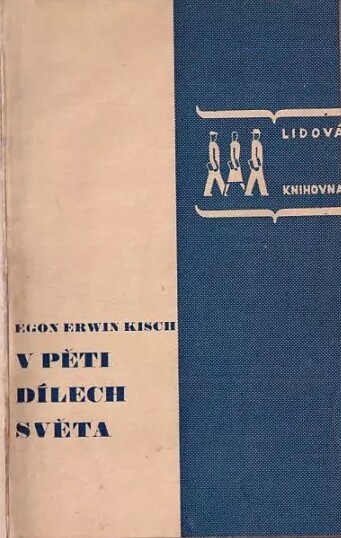 LIDOVÁ
KNIHOVNA
EGON ERWIN KISCH
V PĚTI
DÍLECH
SVĚTA